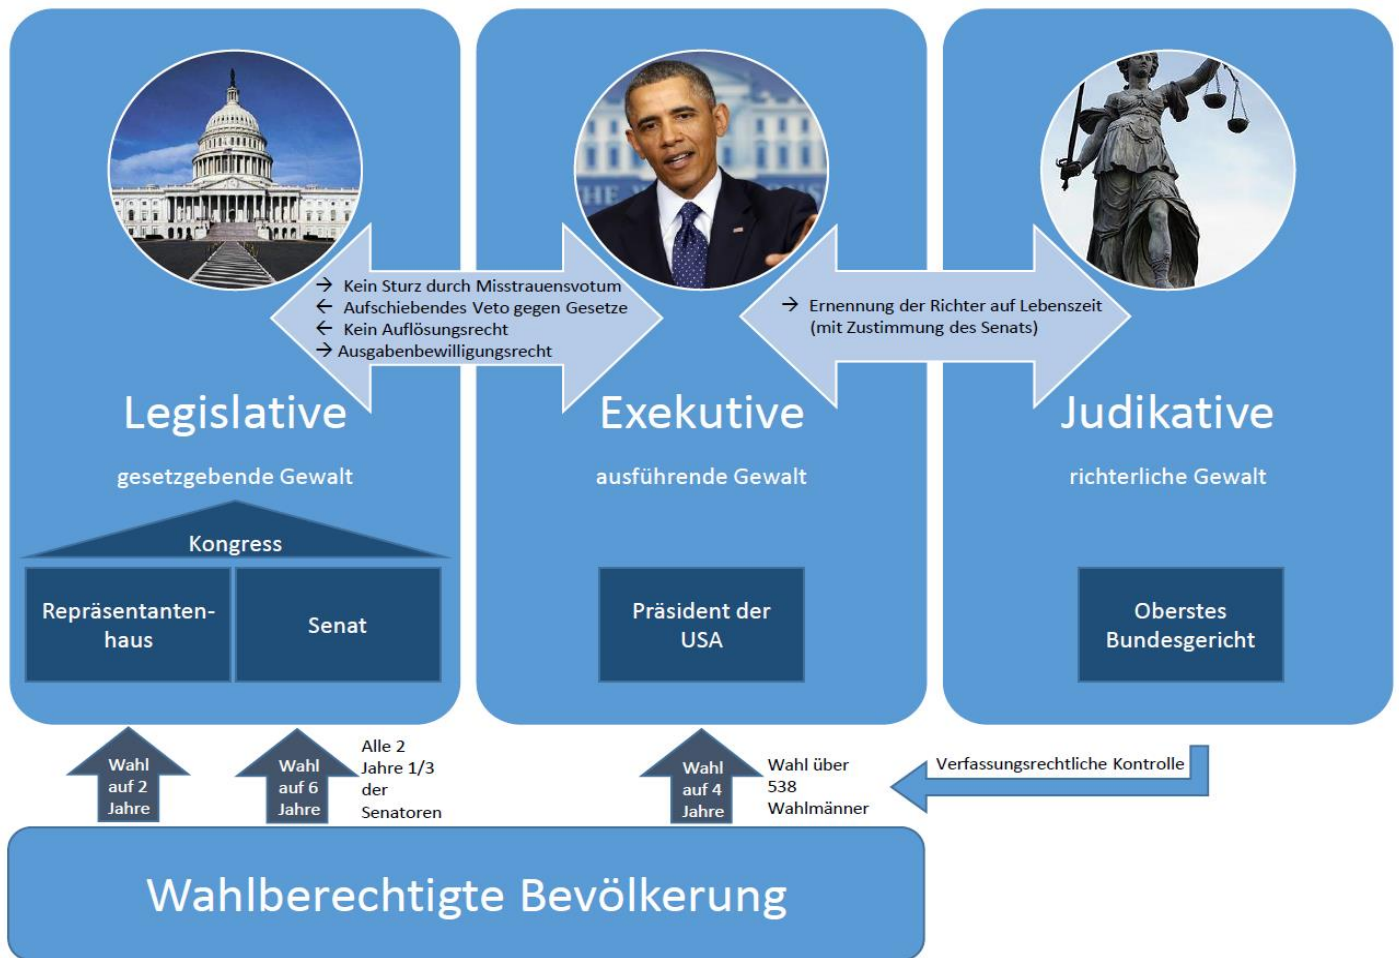 → Kein Sturz durch Misstrauensvotum
← Aufschiebendes Veto gegen Gesetze
← Kein Auflösungsrecht
→ Ausgabenbewilligungsrecht
→ Ernennung der Richter auf Lebenszeit
(mit Zustimmung des Senats)
Legislative
gesetzgebende Gewalt
Kongress
Repräsentanten-
haus
Senat
Exekutive
ausführende Gewalt
Präsident der
USA
Judikative
richterliche Gewalt
Oberstes
Bundesgericht
Wahl
auf 2
Jahre
Wahl
auf 6
Jahre
Alle 2
Jahre 1/3
der
Senatoren
Wahl
auf 4
Jahre
Wahl über
538
Wahlmänner
Verfassungsrechtliche Kontrolle
Wahlberechtigte Bevölkerung